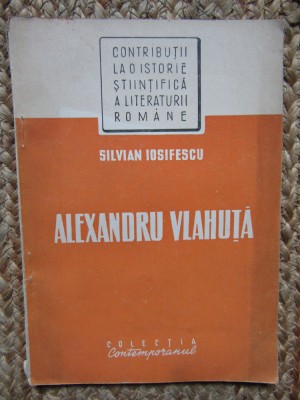 CONTRIBUȚII
LA O ISTORIE
ȘTIINȚIFICĂ
A LITERATURII
ROMÂNE
SILVIAN IOSIFESCU
ALEXANDRU VLAHUȚĂ
COLECȚIA
Contemporanul